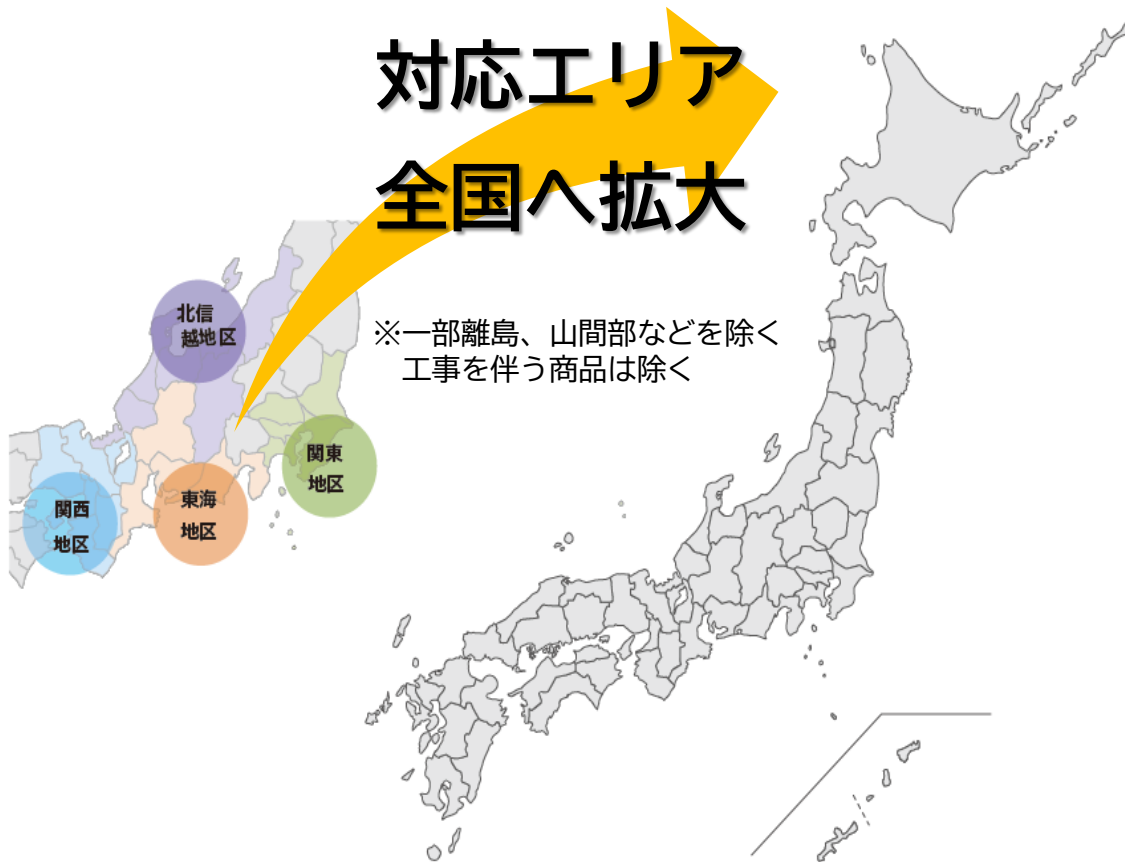 対応エリア
全国へ拡大
※一部離島、山間部などを除く
工事を伴う商品は除く
北信
越地区
関東
地区
東海
地区
関西
地区